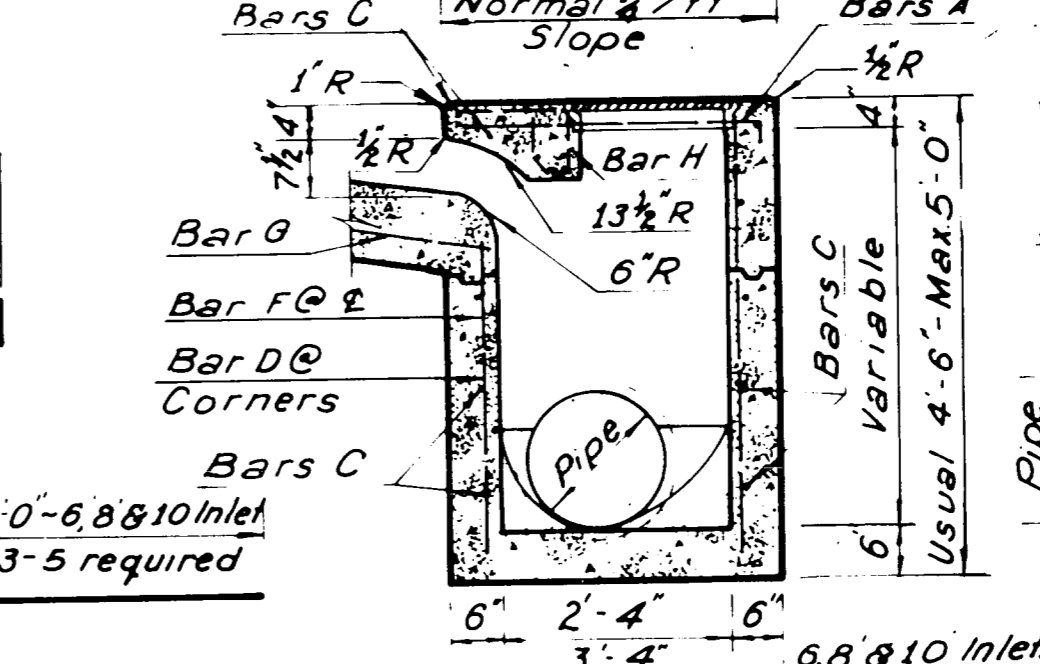 Bars C
Normal ¼"/ft
Slope
Bars A
1" R
½" R
4"
7½"
½" R
Bar H
13½" R
6" R
Bar G
Bar F @ ℄
Bar D @
Corners
Bars C
Pipe
Bars C
4"
Variable
6"
Usual 4'-6"-Max. 5'-0"
Pipe
'-0"~6,8'&10 Inlet
3-5 required
6"
2'-4"
6"
3'-4"
6,8'&10' Inlet